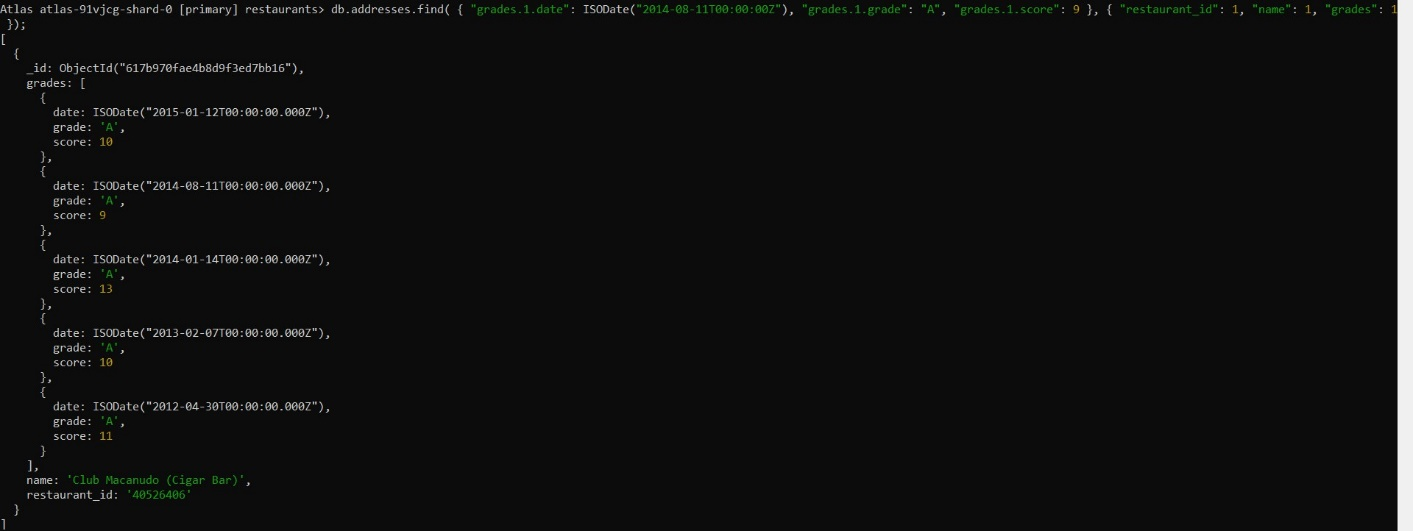 Atlas atlas-91vjcg-shard-0 [primary] restaurants> db.addresses.find( { "grades.1.date": ISODate("2014-08-11T00:00:00Z"), "grades.1.grade": "A", "grades.1.score": 9 }, { "restaurant_id": 1, "name": 1, "grades": 1
 });
[
  {
    _id: ObjectId("617b970fae4b8d9f3ed7bb16"),
    grades: [
      {
        date: ISODate("2015-01-12T00:00:00.000Z"),
        grade: 'A',
        score: 10
      },
      {
        date: ISODate("2014-08-11T00:00:00.000Z"),
        grade: 'A',
        score: 9
      },
      {
        date: ISODate("2014-01-14T00:00:00.000Z"),
        grade: 'A',
        score: 13
      },
      {
        date: ISODate("2013-02-07T00:00:00.000Z"),
        grade: 'A',
        score: 10
      },
      {
        date: ISODate("2012-04-30T00:00:00.000Z"),
        grade: 'A',
        score: 11
      }
    ],
    name: 'Club Macanudo (Cigar Bar)',
    restaurant_id: '40526406'
  }
]